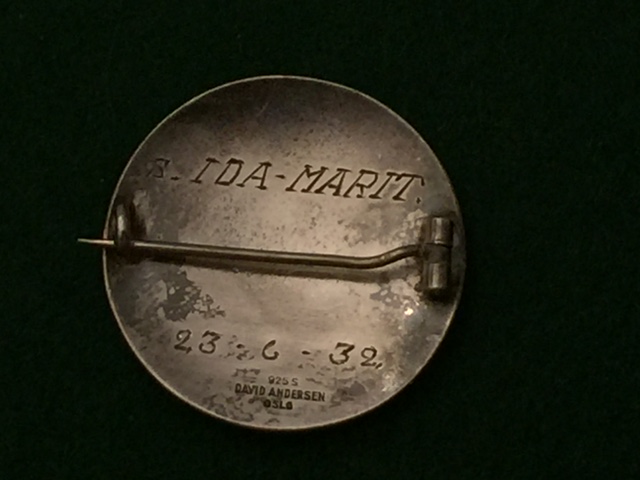 IDA-MARIT.
23-6-32
925 S
DAVID ANDERSEN
OSLO